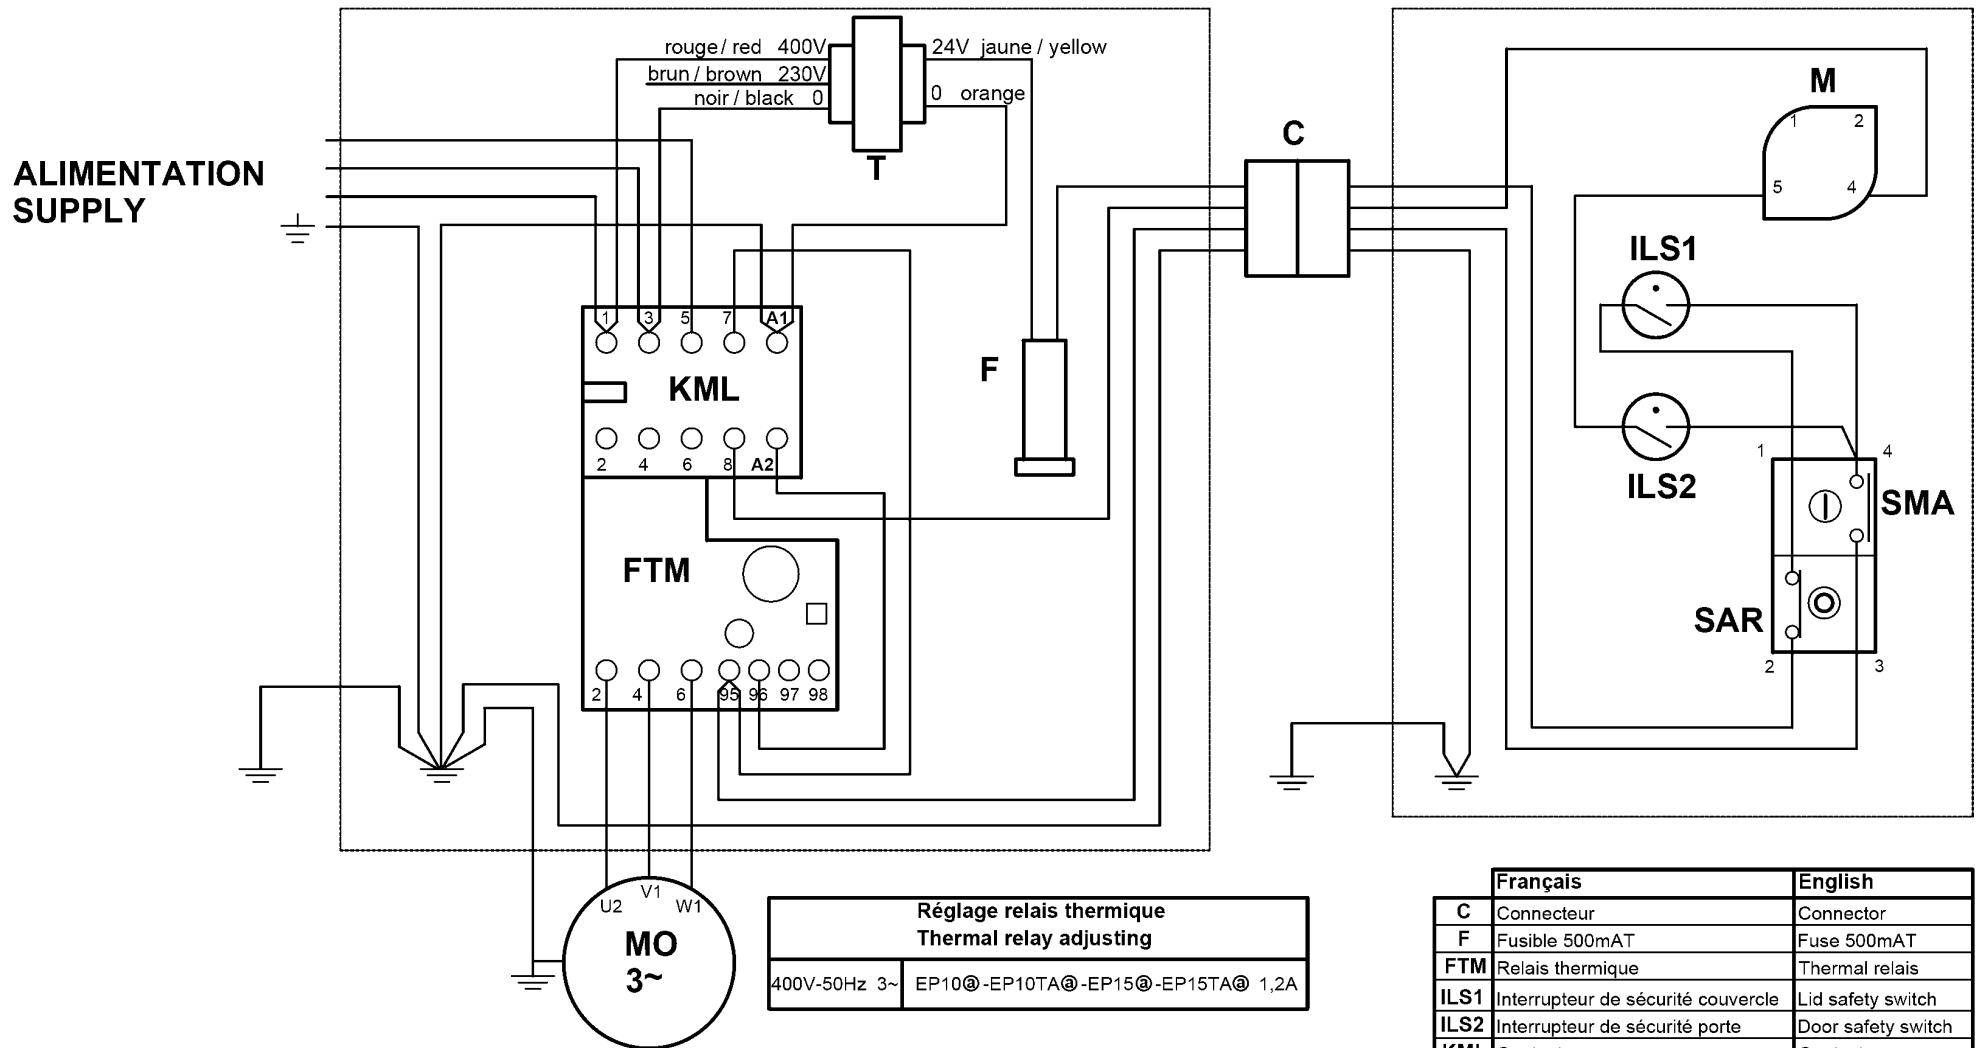 rouge / red 400V
brun / brown 230V
noir / black 0
24V jaune / yellow
0 orange
T
ALIMENTATION
SUPPLY
C
M
1 2
5 4
ILS1
ILS2
1 4
SMA
SAR
2 3
F
1 3 5 7 A1
KML
2 4 6 8 A2
FTM
2 4 6 95 96 97 98
U2 V1 W1
MO
3~
Réglage relais thermique
Thermal relay adjusting
400V-50Hz 3~ EP10@-EP10TA@-EP15@-EP15TA@ 1,2A
Français English
C Connecteur Connector
F Fusible 500mAT Fuse 500mAT
FTM Relais thermique Thermal relais
ILS1 Interrupteur de sécurité couvercle Lid safety switch
ILS2 Interrupteur de sécurité porte Door safety switch